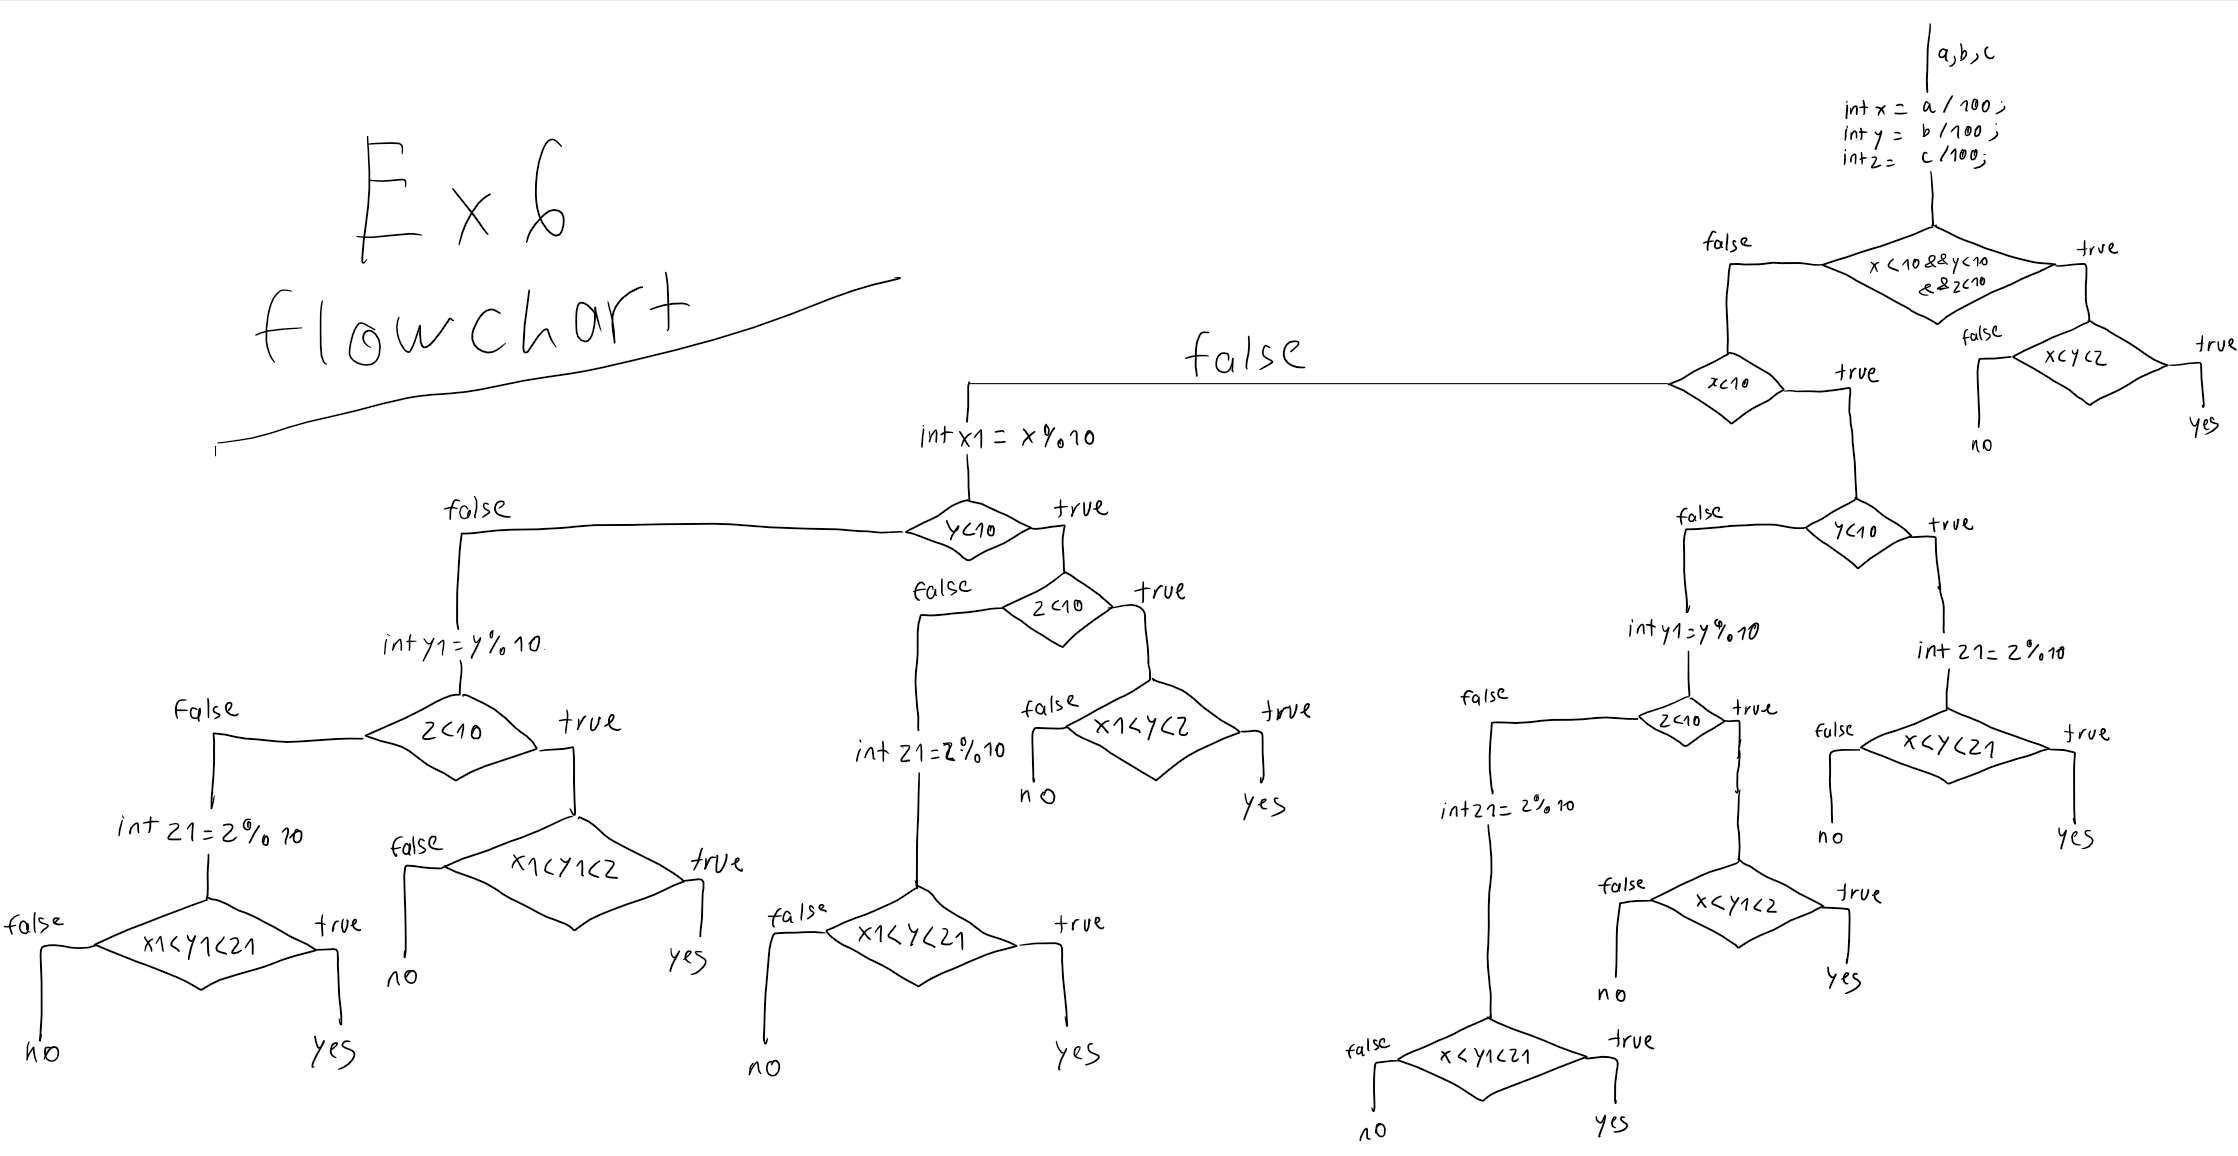 a,b,c
int x = a / 100;
int y = b / 100;
int z = c / 100;
Ex 6
flowchart
false
x<10 && y<10
&& z<10
true
false
x<y<z
true
no
yes
false
x<10
true
int x1 = x % 10
false
y<10
true
false
y<10
true
false
z<10
true
int y1 = y % 10
int y1 = y % 10
int z1 = z % 10
false
z<10
true
int z1 = z % 10
false
x1<y<z
true
no
yes
false
z<10
true
false
x<y<z1
true
no
yes
int z1 = z % 10
false
x1<y1<z
true
no
yes
int z1 = z % 10
false
x<y1<z
true
no
yes
false
x1<y1<z1
true
no
yes
false
x1<y<z1
true
no
yes
false
x<y1<z1
true
no
yes